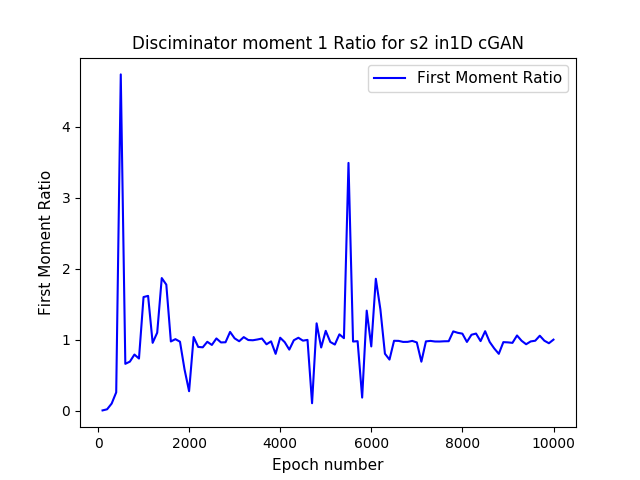 Disciminator moment 1 Ratio for s2 in1D cGAN
First Moment Ratio
First Moment Ratio
4
3
2
1
0
0 2000 4000 6000 8000 10000
Epoch number